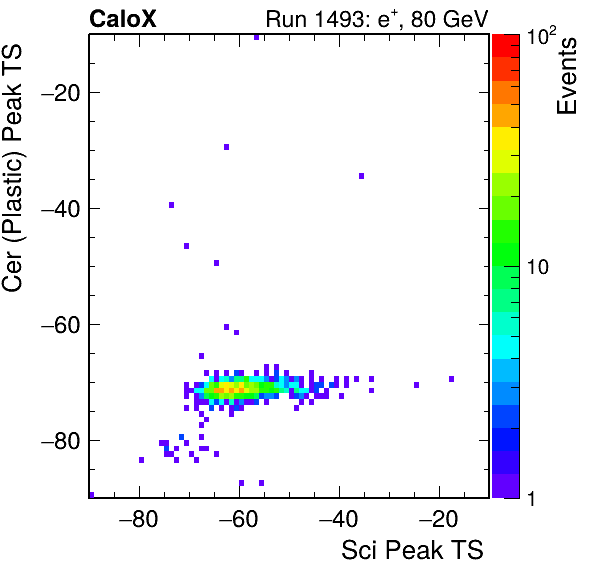 CaloX Run 1493: e⁺, 80 GeV
Cer (Plastic) Peak TS
−20
−40
−60
−80
−80 −60 −40 −20
Sci Peak TS
Events
10²
10
1